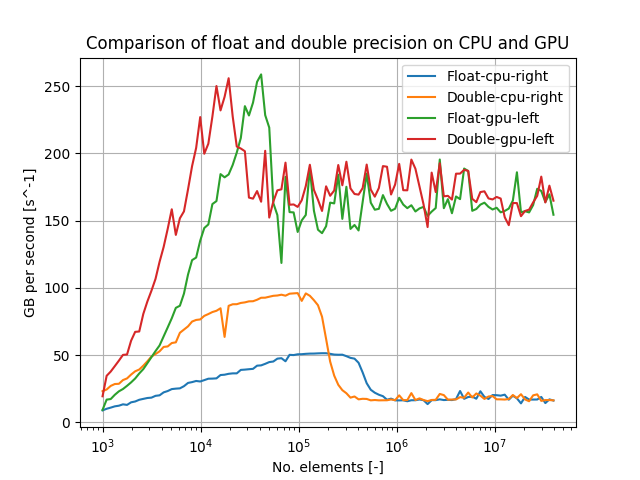 Comparison of float and double precision on CPU and GPU
Float-cpu-right
Double-cpu-right
Float-gpu-left
Double-gpu-left
GB per second [s^-1]
250
200
150
100
50
0
10³ 10⁴ 10⁵ 10⁶ 10⁷
No. elements [-]